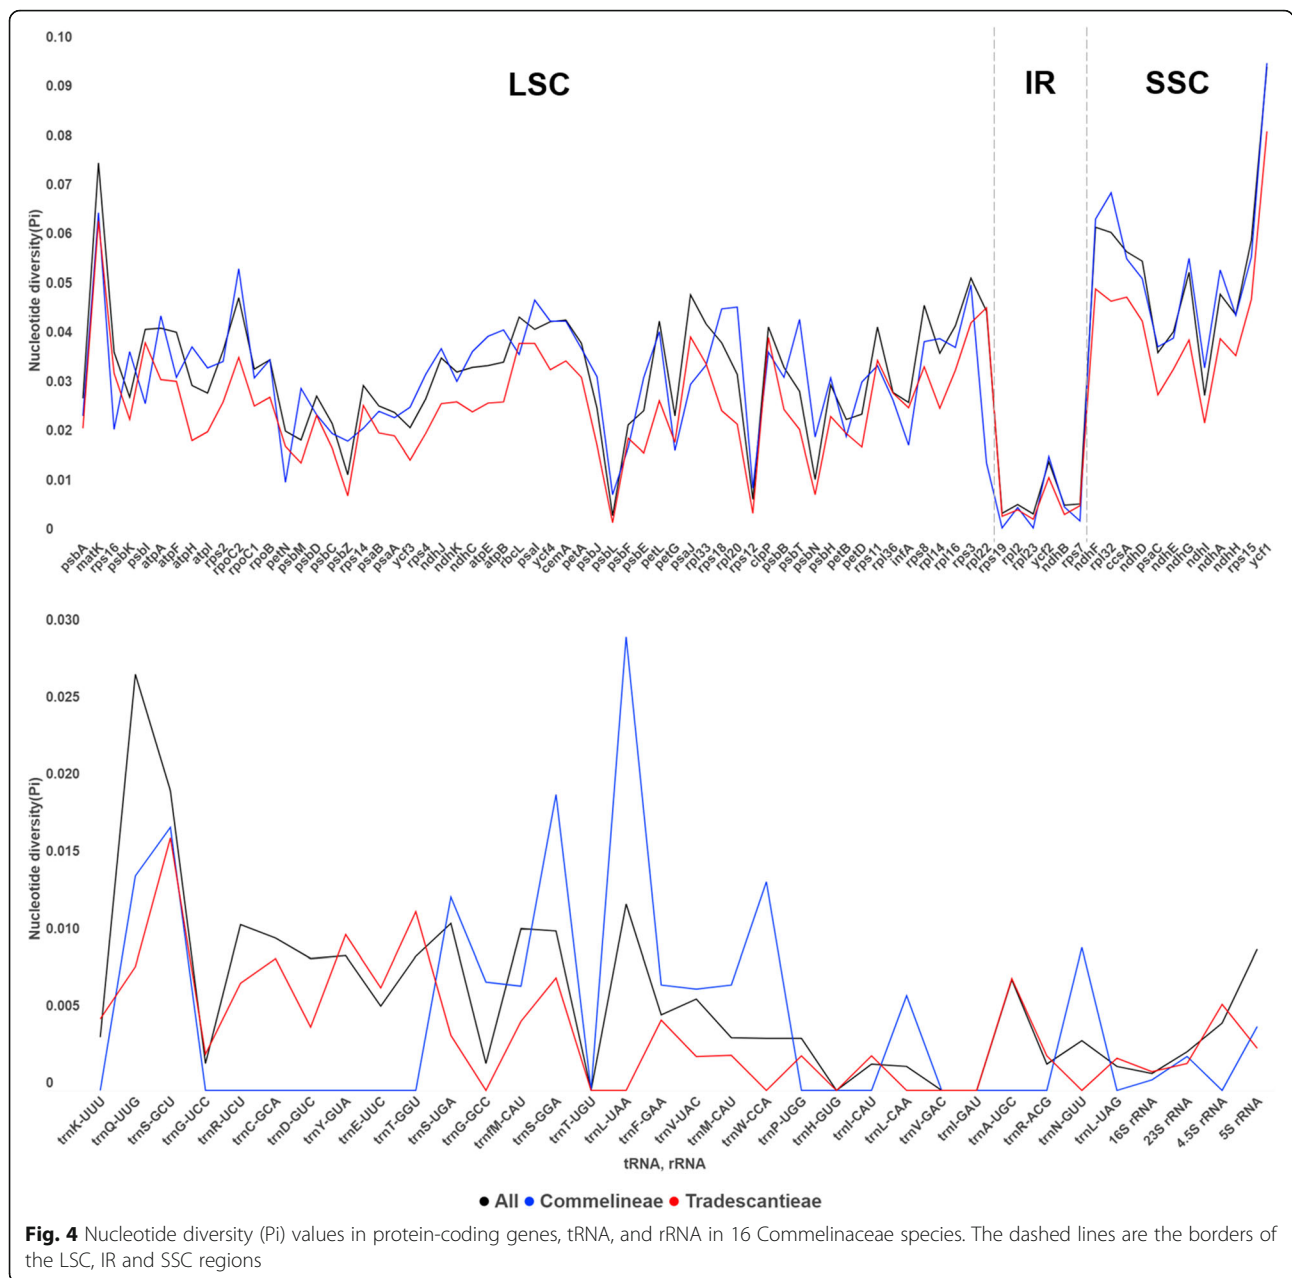 0.10
0.09
0.08
0.07
0.06
0.05
0.04
0.03
0.02
0.01
0
Nucleotide diversity(Pi)
LSC
IR
SSC
psbA
matK
rps16
psbK
psbI
atpA
atpF
atpH
atpI
rps2
rpoC2
rpoC1
rpoB
petN
psbM
psbD
psbC
psbZ
rps14
psaB
psaA
ycf3
rps4
ndhJ
ndhK
ndhC
atpE
atpB
rbcL
psaI
ycf4
cemA
petA
psbJ
psbL
psbF
psbE
petL
petG
psaJ
rpl33
rps18
rpl20
rps12
clpP
psbB
psbT
psbN
psbH
petB
petD
rps11
rpl36
infA
rps8
rpl14
rpl16
rps3
rpl22
rps19
rpl2
rpl23
ycf2
ndhB
rps7
ndhF
rpl32
ccsA
ndhD
psaC
ndhE
ndhG
ndhI
ndhA
ndhH
rps15
ycf1
0.030
0.025
0.020
0.015
0.010
0.005
0
Nucleotide diversity(Pi)
trnK-UUU
trnQ-UUG
trnS-GCU
trnG-UCC
trnR-UCU
trnC-GCA
trnD-GUC
trnY-GUA
trnE-UUC
trnT-GGU
trnS-UGA
trnG-GCC
trnfM-CAU
trnS-GGA
trnT-UGU
trnL-UAA
trnF-GAA
trnV-UAC
trnM-CAU
trnW-CCA
trnP-UGG
trnH-GUG
trnI-CAU
trnL-CAA
trnV-GAC
trnI-GAU
trnA-UGC
trnR-ACG
trnN-GUU
trnL-UAG
16S rRNA
23S rRNA
4.5S rRNA
5S rRNA
tRNA, rRNA
All Commelineae Tradescantieae
Fig. 4 Nucleotide diversity (Pi) values in protein-coding genes, tRNA, and rRNA in 16 Commelinaceae species. The dashed lines are the borders of
the LSC, IR and SSC regions